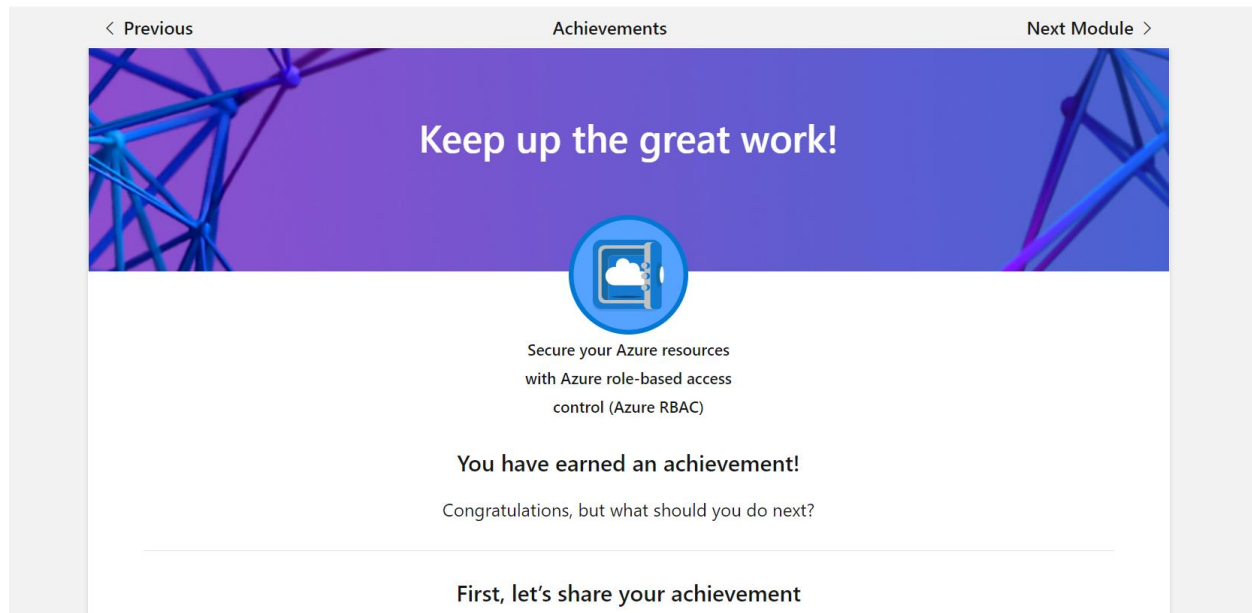 Previous
Achievements
Next Module
Keep up the great work!
Secure your Azure resources
with Azure role-based access
control (Azure RBAC)
You have earned an achievement!
Congratulations, but what should you do next?
First, let’s share your achievement